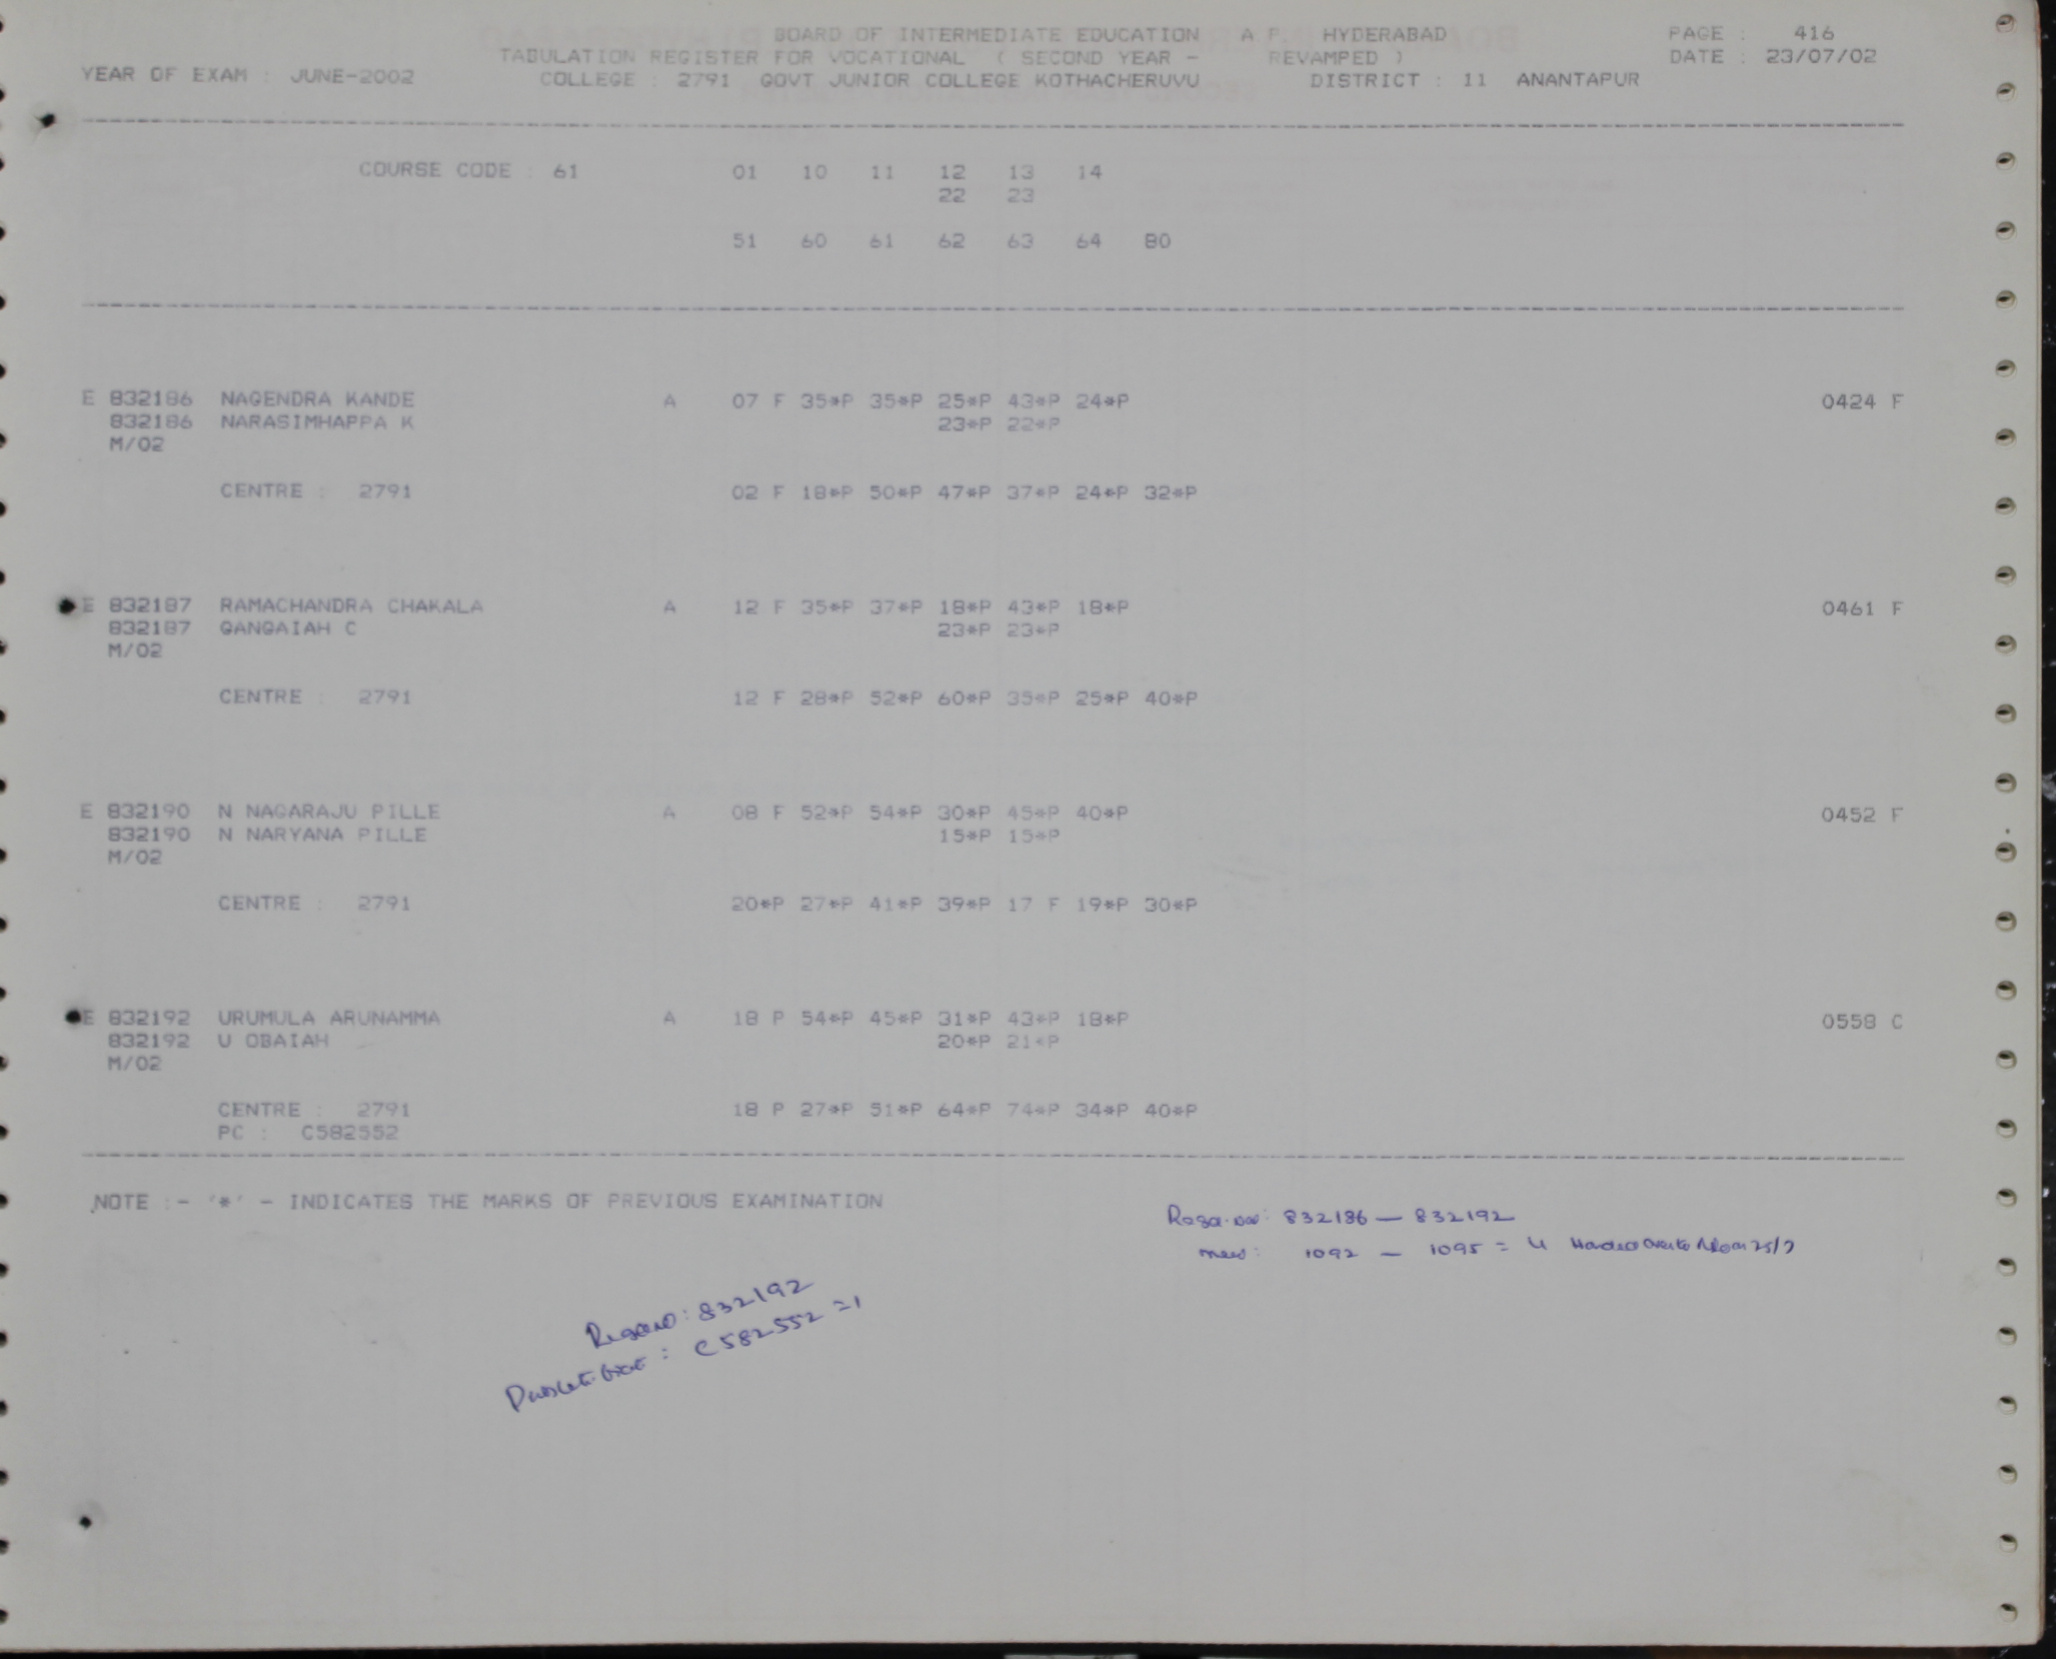 BOARD OF INTERMEDIATE EDUCATION A P. HYDERABAD PAGE : 416
TABULATION REGISTER FOR VOCATIONAL ( SECOND YEAR - REVAMPED ) DATE : 23/07/02
YEAR OF EXAM : JUNE-2002 COLLEGE : 2791 GOVT JUNIOR COLLEGE KOTHACHERUVU DISTRICT : 11 ANANTAPUR
COURSE CODE : 61 01 10 11 12 13 14
22 23
51 60 61 62 63 64 80
E 832186 NAGENDRA KANDE A 07 F 35*P 35*P 25*P 43*P 24*P 0424 F
832186 NARASIMHAPPA K 23*P 22*P
M/02
CENTRE : 2791 02 F 18*P 50*P 47*P 37*P 24*P 32*P
E 832187 RAMACHANDRA CHAKALA A 12 F 35*P 37*P 18*P 43*P 18*P 0461 F
832187 GANGAIAH C 23*P 23*P
M/02
CENTRE : 2791 12 F 28*P 52*P 60*P 35*P 25*P 40*P
E 832190 N NAGARAJU PILLE A 08 F 52*P 54*P 30*P 45*P 40*P 0452 F
832190 N NARYANA PILLE 15*P 15*P
M/02
CENTRE : 2791 20*P 27*P 41*P 39*P 17 F 19*P 30*P
E 832192 URUMULA ARUNAMMA A 18 P 54*P 45*P 31*P 43*P 18*P 0558 C
832192 U OBAIAH 20*P 21*P
M/02
CENTRE : 2791 18 P 27*P 51*P 64*P 74*P 34*P 40*P
PC : C582552
NOTE :- '*' - INDICATES THE MARKS OF PREVIOUS EXAMINATION
832186 — 832192
1092 — 1095 = 4
832192
C582552 =1